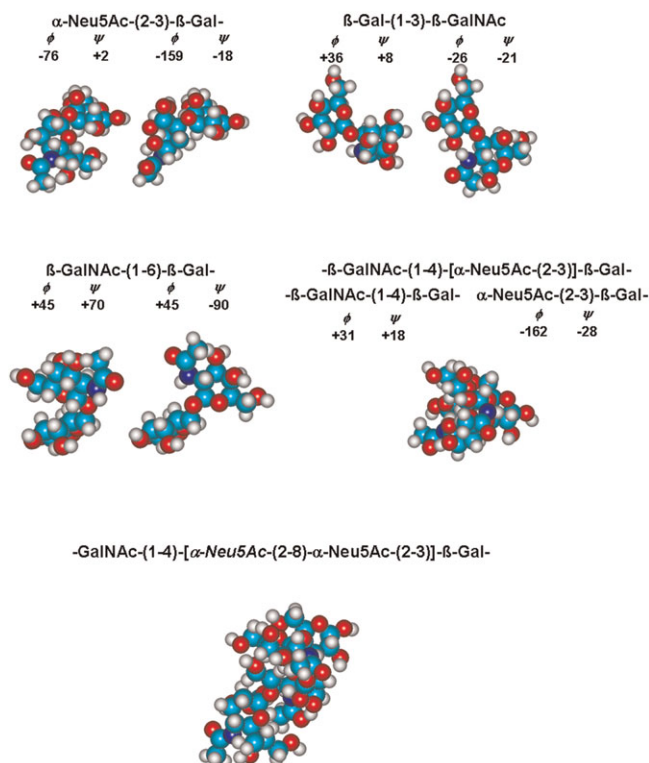 α-Neu5Ac-(2-3)-ß-Gal-
ϕ ψ ϕ ψ
-76 +2 -159 -18
ß-Gal-(1-3)-ß-GalNAc
ϕ ψ ϕ ψ
+36 +8 -26 -21
ß-GalNAc-(1-6)-ß-Gal-
ϕ ψ ϕ ψ
+45 +70 +45 -90
-ß-GalNAc-(1-4)-[α-Neu5Ac-(2-3)]-ß-Gal-
-ß-GalNAc-(1-4)-ß-Gal- α-Neu5Ac-(2-3)-ß-Gal-
ϕ ψ ϕ ψ
+31 +18 -162 -28
-GalNAc-(1-4)-[α-Neu5Ac-(2-8)-α-Neu5Ac-(2-3)]-ß-Gal-